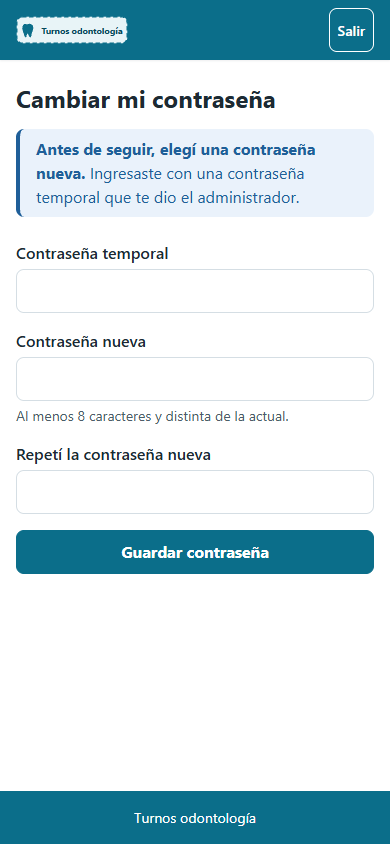 Turnos odontología
Salir
Cambiar mi contraseña
Antes de seguir, elegí una contraseña
nueva. Ingresaste con una contraseña
temporal que te dio el administrador.
Contraseña temporal
Contraseña nueva
Al menos 8 caracteres y distinta de la actual.
Repetí la contraseña nueva
Guardar contraseña
Turnos odontología